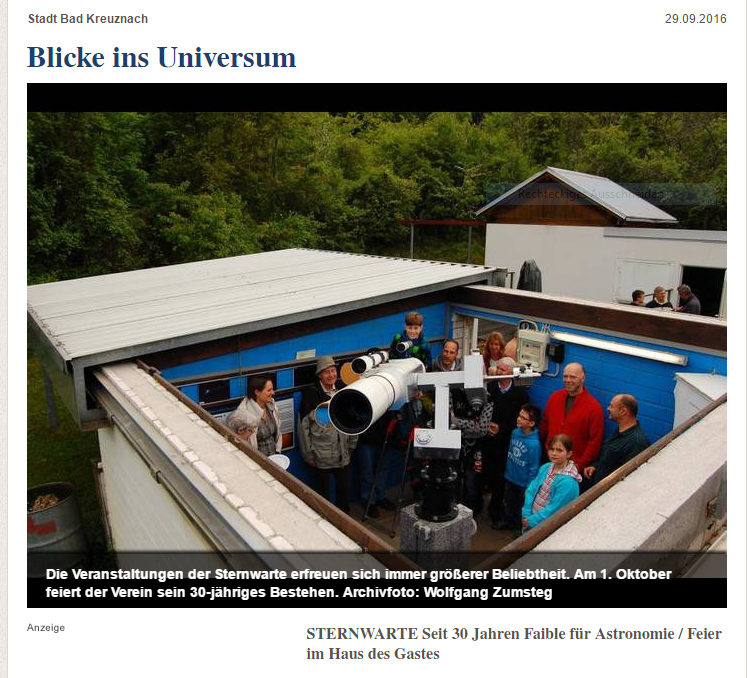 Stadt Bad Kreuznach
29.09.2016
Blicke ins Universum
Rechteckiges Ausschneiden
Die Veranstaltungen der Sternwarte erfreuen sich immer größerer Beliebtheit. Am 1. Oktober
feiert der Verein sein 30-jähriges Bestehen. Archivfoto: Wolfgang Zumsteg
Anzeige
STERNWARTE Seit 30 Jahren Faible für Astronomie / Feier
im Haus des Gastes